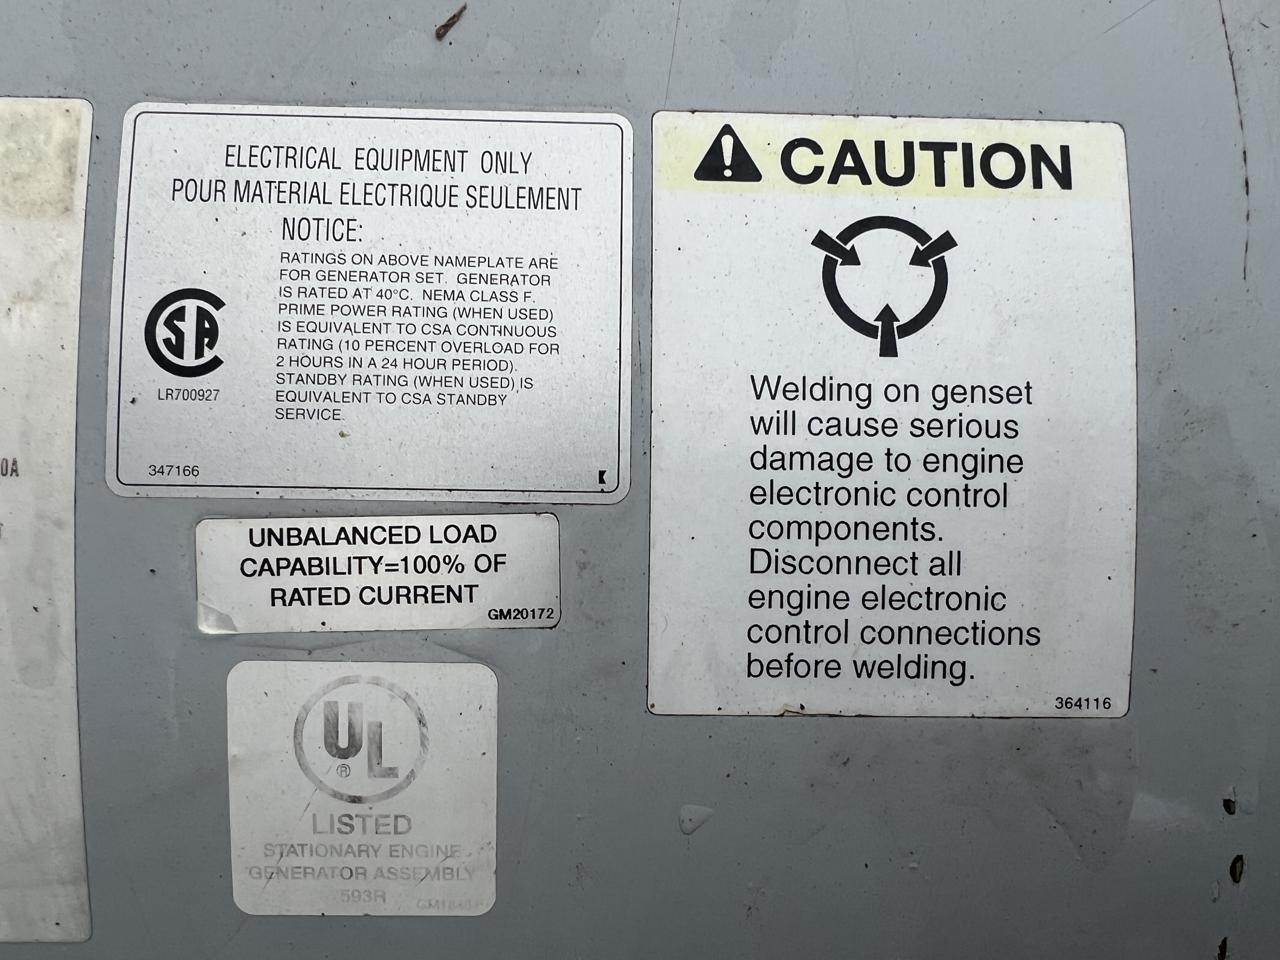 0A
ELECTRICAL EQUIPMENT ONLY
POUR MATERIAL ELECTRIQUE SEULEMENT
NOTICE:
RATINGS ON ABOVE NAMEPLATE ARE
FOR GENERATOR SET. GENERATOR
IS RATED AT 40°C. NEMA CLASS F.
PRIME POWER RATING (WHEN USED)
IS EQUIVALENT TO CSA CONTINUOUS
RATING (10 PERCENT OVERLOAD FOR
2 HOURS IN A 24 HOUR PERIOD).
STANDBY RATING (WHEN USED) IS
EQUIVALENT TO CSA STANDBY
SERVICE.
CSA
LR700927
347166
K
UNBALANCED LOAD
CAPABILITY=100% OF
RATED CURRENT
GM20172
UL
®
LISTED
STATIONARY ENGINE
GENERATOR ASSEMBLY
593R
CAUTION
Welding on genset
will cause serious
damage to engine
electronic control
components.
Disconnect all
engine electronic
control connections
before welding.
364116